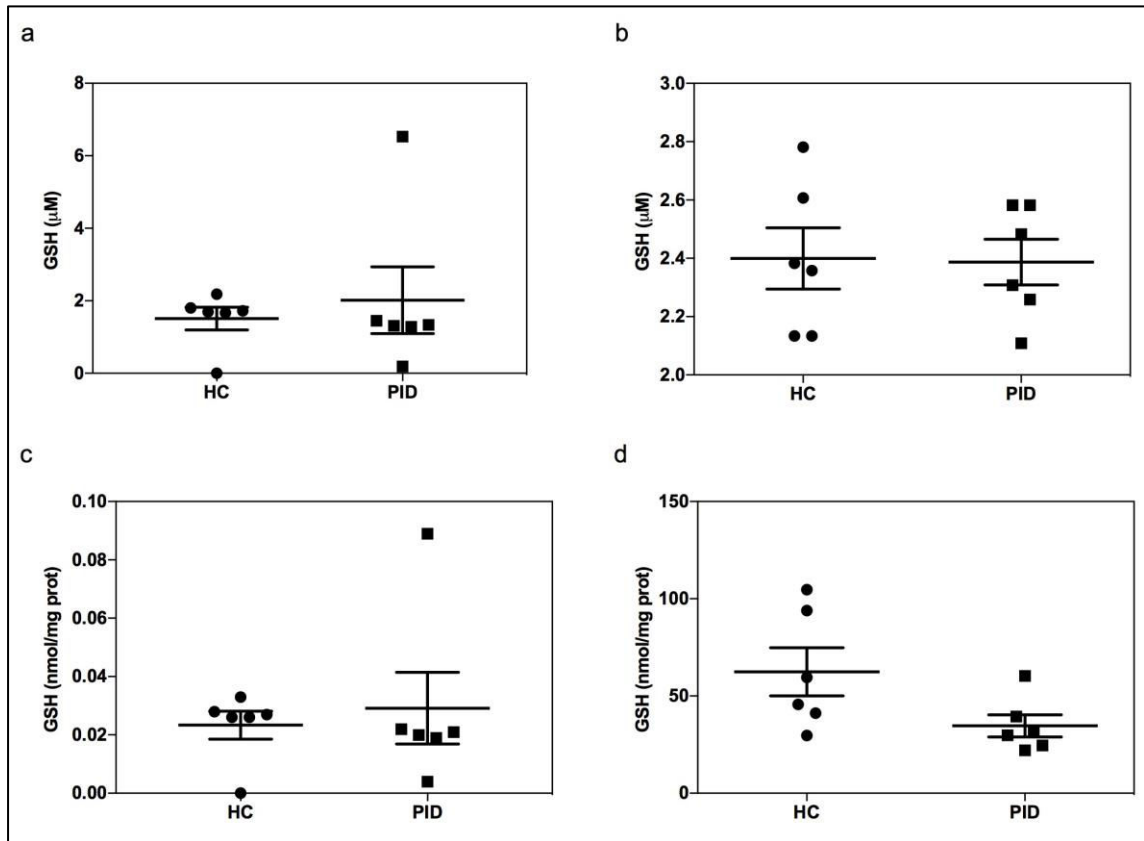 a
8
6
4
2
0
GSH (μM)
HC PID
b
3.0
2.8
2.6
2.4
2.2
2.0
GSH (μM)
HC PID
c
0.10
0.08
0.06
0.04
0.02
0.00
GSH (nmol/mg prot)
HC PID
d
150
100
50
0
GSH (nmol/mg prot)
HC PID